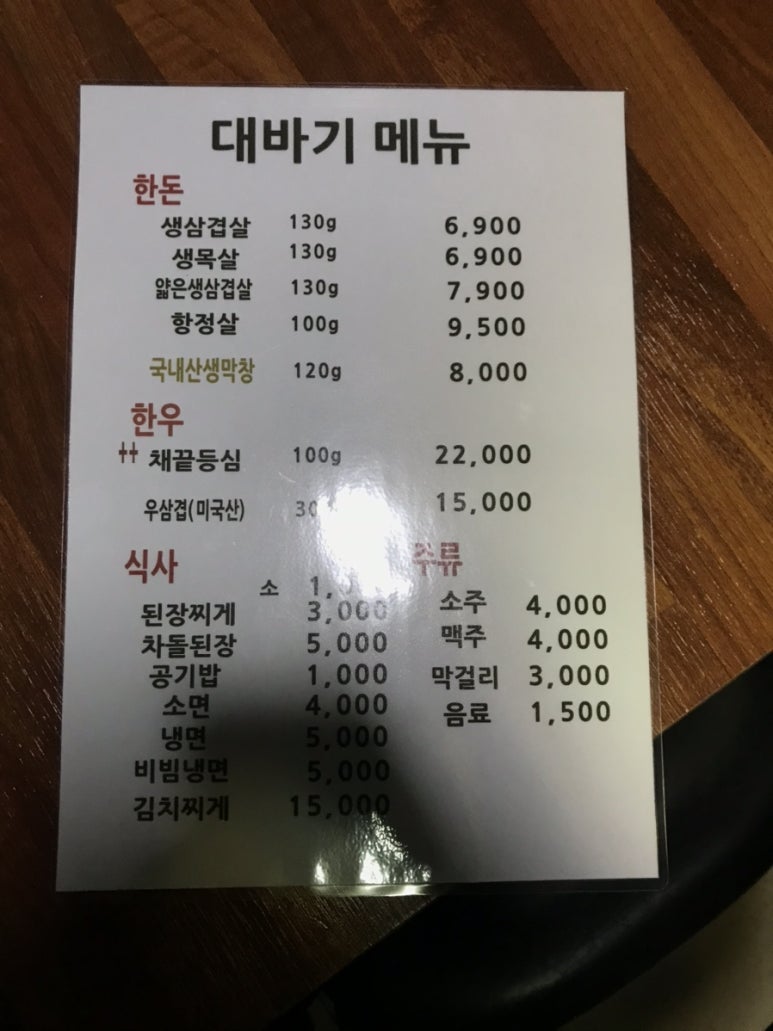 대바기 메뉴
한돈
생삼겹살 130g 6,900
생목살 130g 6,900
얇은생삼겹살 130g 7,900
항정살 100g 9,500
국내산생막창 120g 8,000
한우
++ 채끝등심 100g 22,000
우삼겹(미국산) 15,000
식사
소
된장찌게 3,000
차돌된장 5,000
공기밥 1,000
소면 4,000
냉면 5,000
비빔냉면 5,000
김치찌게 15,000
주류
소주 4,000
맥주 4,000
막걸리 3,000
음료 1,500